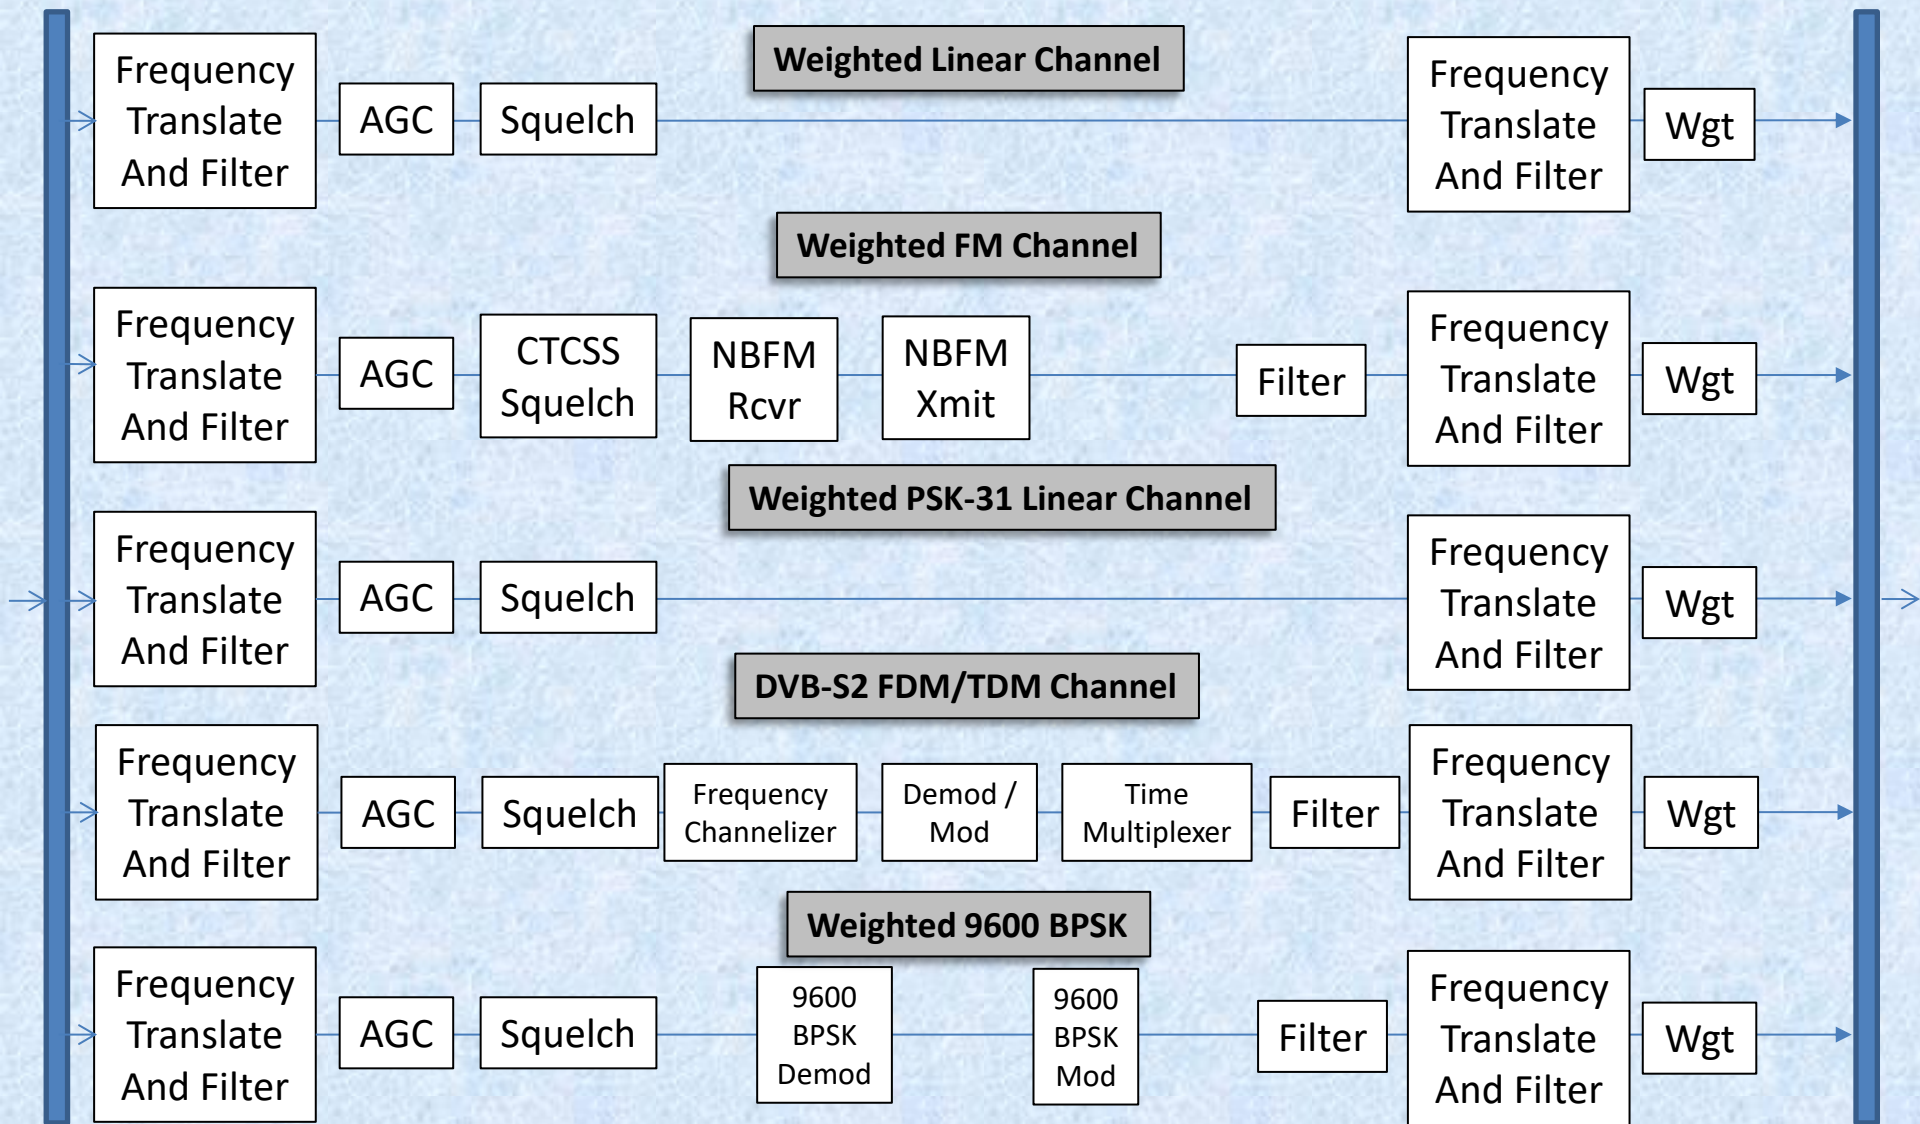 Weighted Linear Channel
Frequency
Translate
And Filter
AGC
Squelch
Frequency
Translate
And Filter
Wgt
Weighted FM Channel
Frequency
Translate
And Filter
AGC
CTCSS
Squelch
NBFM
Rcvr
NBFM
Xmit
Filter
Frequency
Translate
And Filter
Wgt
Weighted PSK-31 Linear Channel
Frequency
Translate
And Filter
AGC
Squelch
Frequency
Translate
And Filter
Wgt
DVB-S2 FDM/TDM Channel
Frequency
Translate
And Filter
AGC
Squelch
Frequency
Channelizer
Demod /
Mod
Time
Multiplexer
Filter
Frequency
Translate
And Filter
Wgt
Weighted 9600 BPSK
Frequency
Translate
And Filter
AGC
Squelch
9600
BPSK
Demod
9600
BPSK
Mod
Filter
Frequency
Translate
And Filter
Wgt